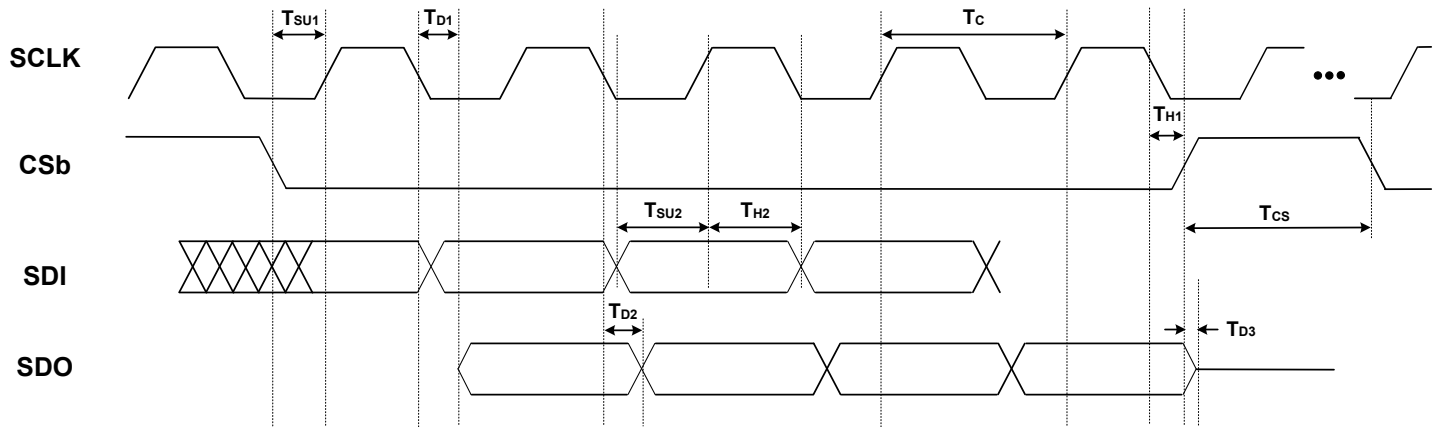 TSU1
TD1
TC
SCLK
•••
TH1
CSb
TSU2
TH2
TCS
SDI
TD2
TD3
SDO